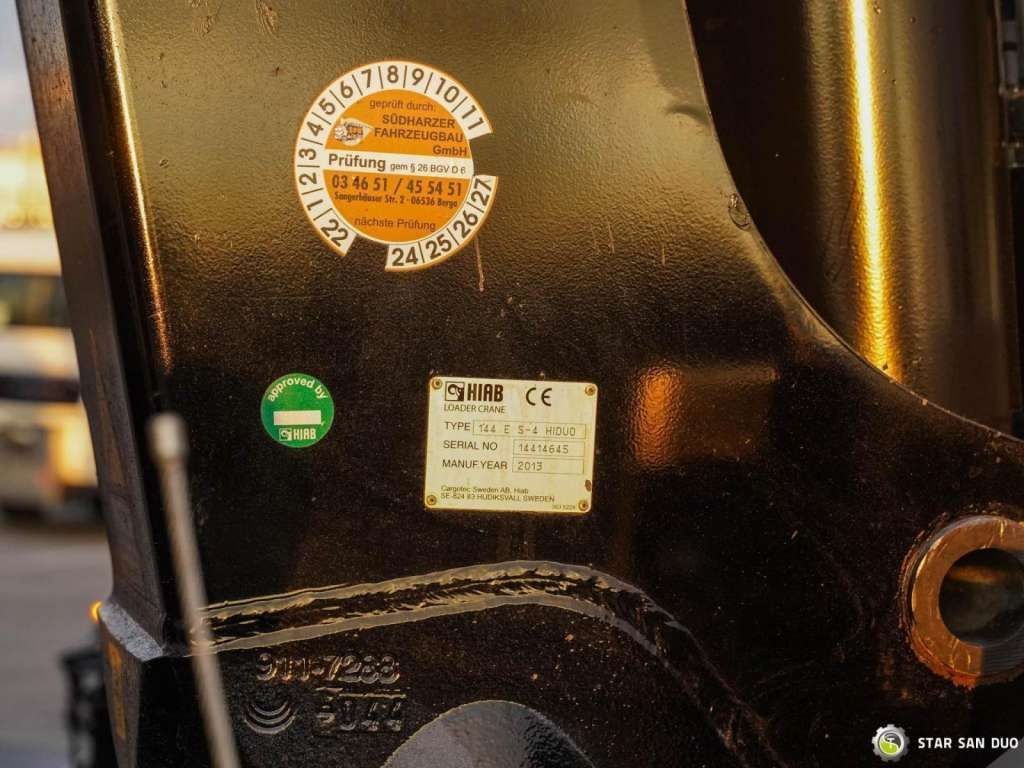 1 2 3 4 5 6 7 8 9 10 11
geprüft durch:
SÜDHARZER
FAHRZEUGBAU
GmbH
Prüfung gem § 26 BGV D 6
03 46 51 / 45 54 51
Sangerhäuser Str. 2 - 06536 Berga
nächste Prüfung
22 24 25 26 27
approved by
HIAB
HIAB CE
LOADER CRANE
TYPE 144 E S-4 HIDUO
SERIAL NO 14414645
MANUF.YEAR 2013
Cargotec Sweden AB, Hiab
SE-824 83 HUDIKSVALL SWEDEN
911-7288
STAR SAN DUO